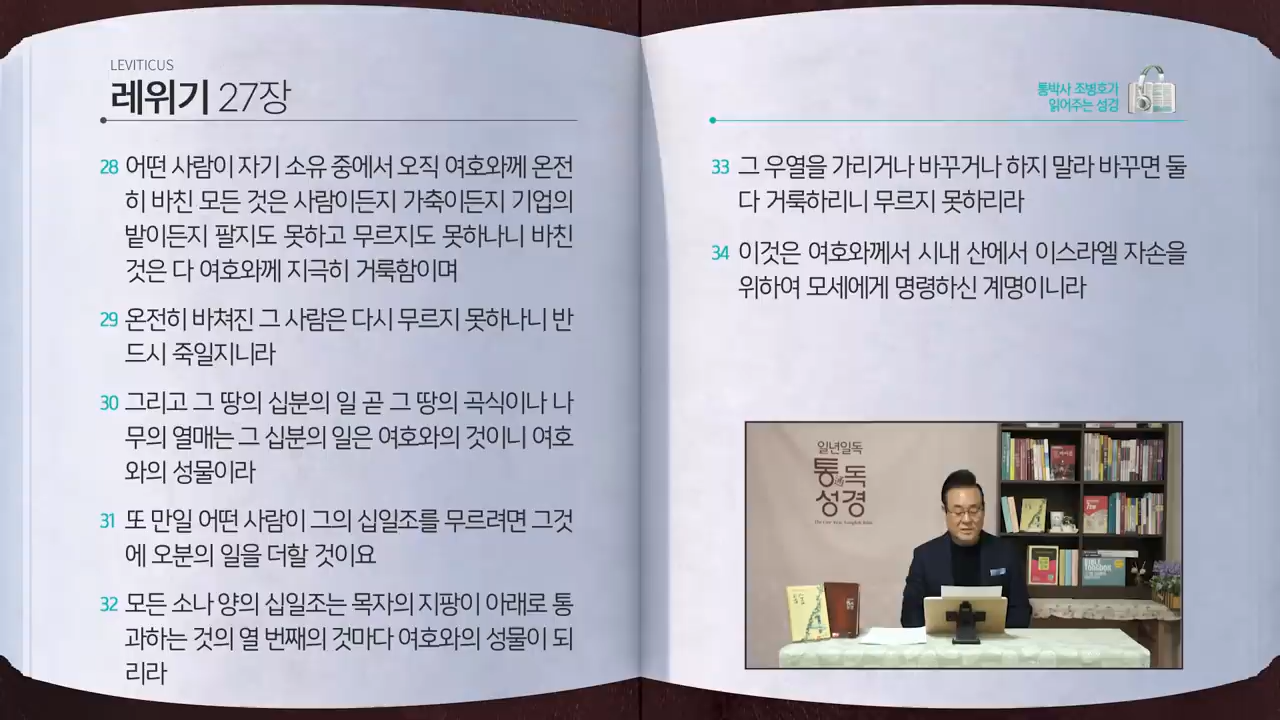 LEVITICUS
레위기 27장
28 어떤 사람이 자기 소유 중에서 오직 여호와께 온전
히 바친 모든 것은 사람이든지 가축이든지 기업의
밭이든지 팔지도 못하고 무르지도 못하나니 바친
것은 다 여호와께 지극히 거룩함이며
29 온전히 바쳐진 그 사람은 다시 무르지 못하나니 반
드시 죽일지니라
30 그리고 그 땅의 십분의 일 곧 그 땅의 곡식이나 나
무의 열매는 그 십분의 일은 여호와의 것이니 여호
와의 성물이라
31 또 만일 어떤 사람이 그의 십일조를 무르려면 그것
에 오분의 일을 더할 것이요
32 모든 소나 양의 십일조는 목자의 지팡이 아래로 통
과하는 것의 열 번째의 것마다 여호와의 성물이 되
리라
통박사 조병호가
읽어주는 성경
33 그 우열을 가리거나 바꾸거나 하지 말라 바꾸면 둘
다 거룩하리니 무르지 못하리라
34 이것은 여호와께서 시내 산에서 이스라엘 자손을
위하여 모세에게 명령하신 계명이니라
일년일독
통독
성경